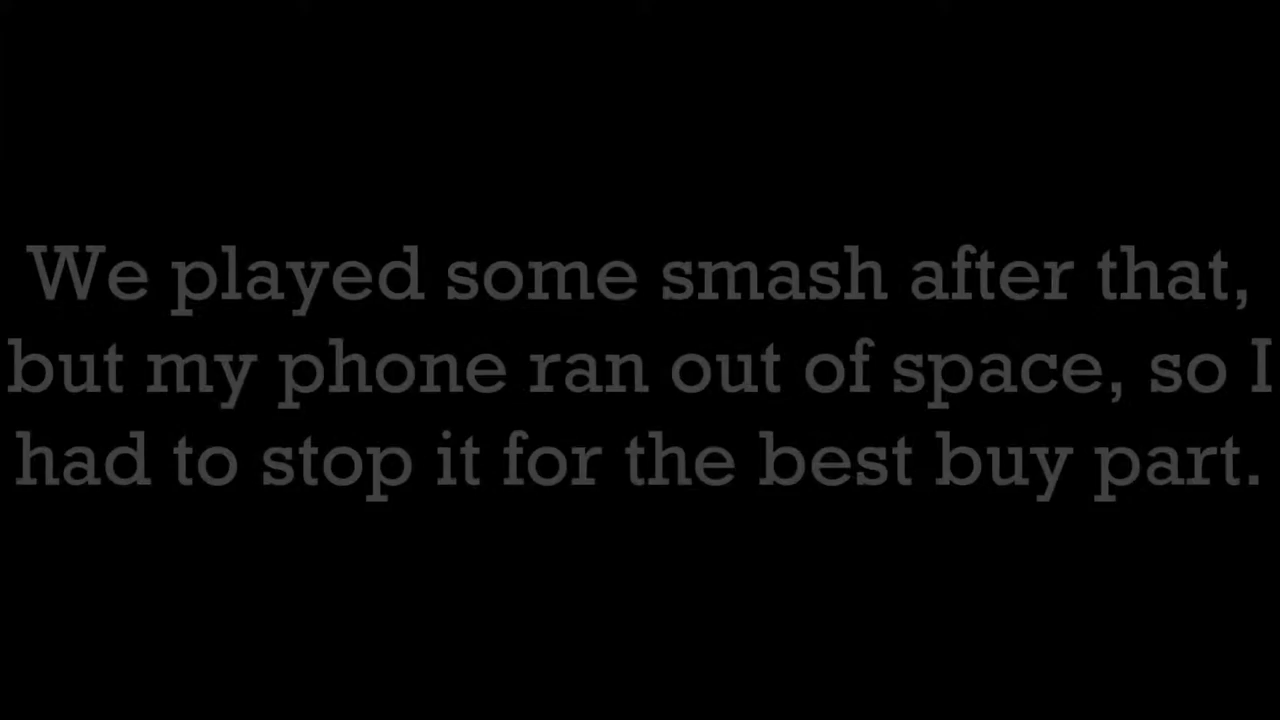 We played some smash after that,
but my phone ran out of space, so I
had to stop it for the best buy part.